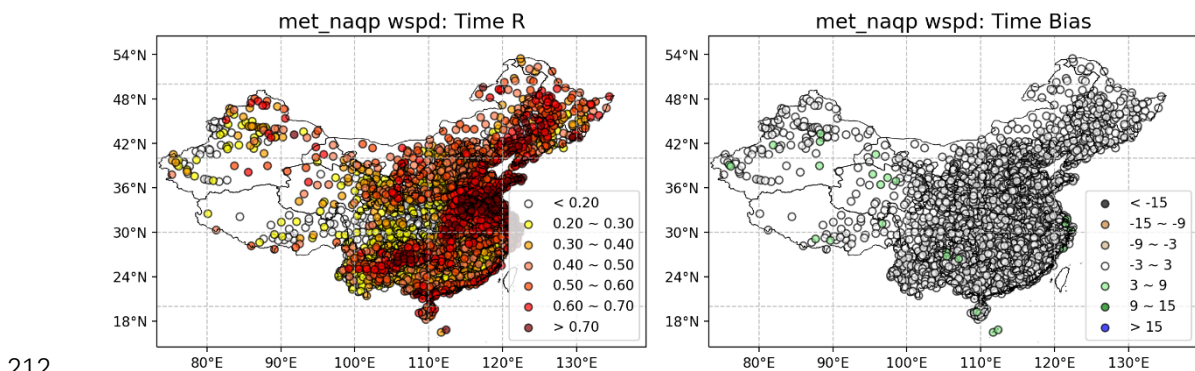 met_naqp wspd: Time R
54°N
48°N
42°N
36°N
30°N
24°N
18°N
80°E 90°E 100°E 110°E 120°E 130°E
< 0.20
0.20 ~ 0.30
0.30 ~ 0.40
0.40 ~ 0.50
0.50 ~ 0.60
0.60 ~ 0.70
> 0.70
met_naqp wspd: Time Bias
54°N
48°N
42°N
36°N
30°N
24°N
18°N
80°E 90°E 100°E 110°E 120°E 130°E
< -15
-15 ~ -9
-9 ~ -3
-3 ~ 3
3 ~ 9
9 ~ 15
> 15
212